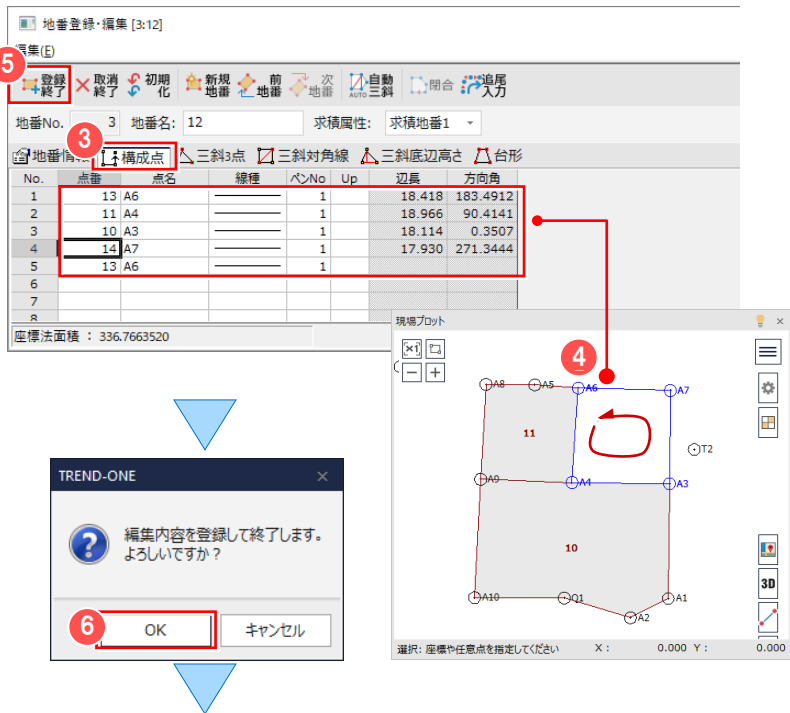 地番登録・編集 [3:12]
編集(E)
5
登録終了 取消終了 初期化 新規地番 前地番 次地番 AUTO 自動三斜 閉合 追尾入力
地番No. 3 地番名: 12 求積属性: 求積地番1
3
地番情報 構成点 三斜3点 三斜対角線 三斜底辺高さ 台形
No. 点番 点名 線種 ペンNo Up 辺長 方向角
1 13 A6 1 18.418 183.4912
2 11 A4 1 18.966 90.4141
3 10 A3 1 18.114 0.3507
4 14 A7 1 17.930 271.3444
5 13 A6 1
6
7
8
座標法面積 : 336.7663520
現場プロット
×1
4
A8 A5 A6 A7
11
T2
A9 A4 A3
10
3D
A10 Q1 A1
A2
選択: 座標や任意点を指定してください X : 0.000 Y : 0.000
TREND-ONE
編集内容を登録して終了します。
よろしいですか？
6
OK キャンセル